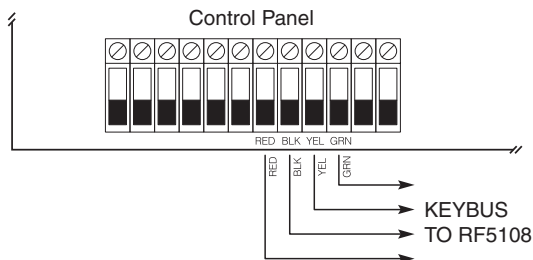 Control Panel
RED BLK YEL GRN
RED
BLK
YEL
GRN
KEYBUS
TO RF5108